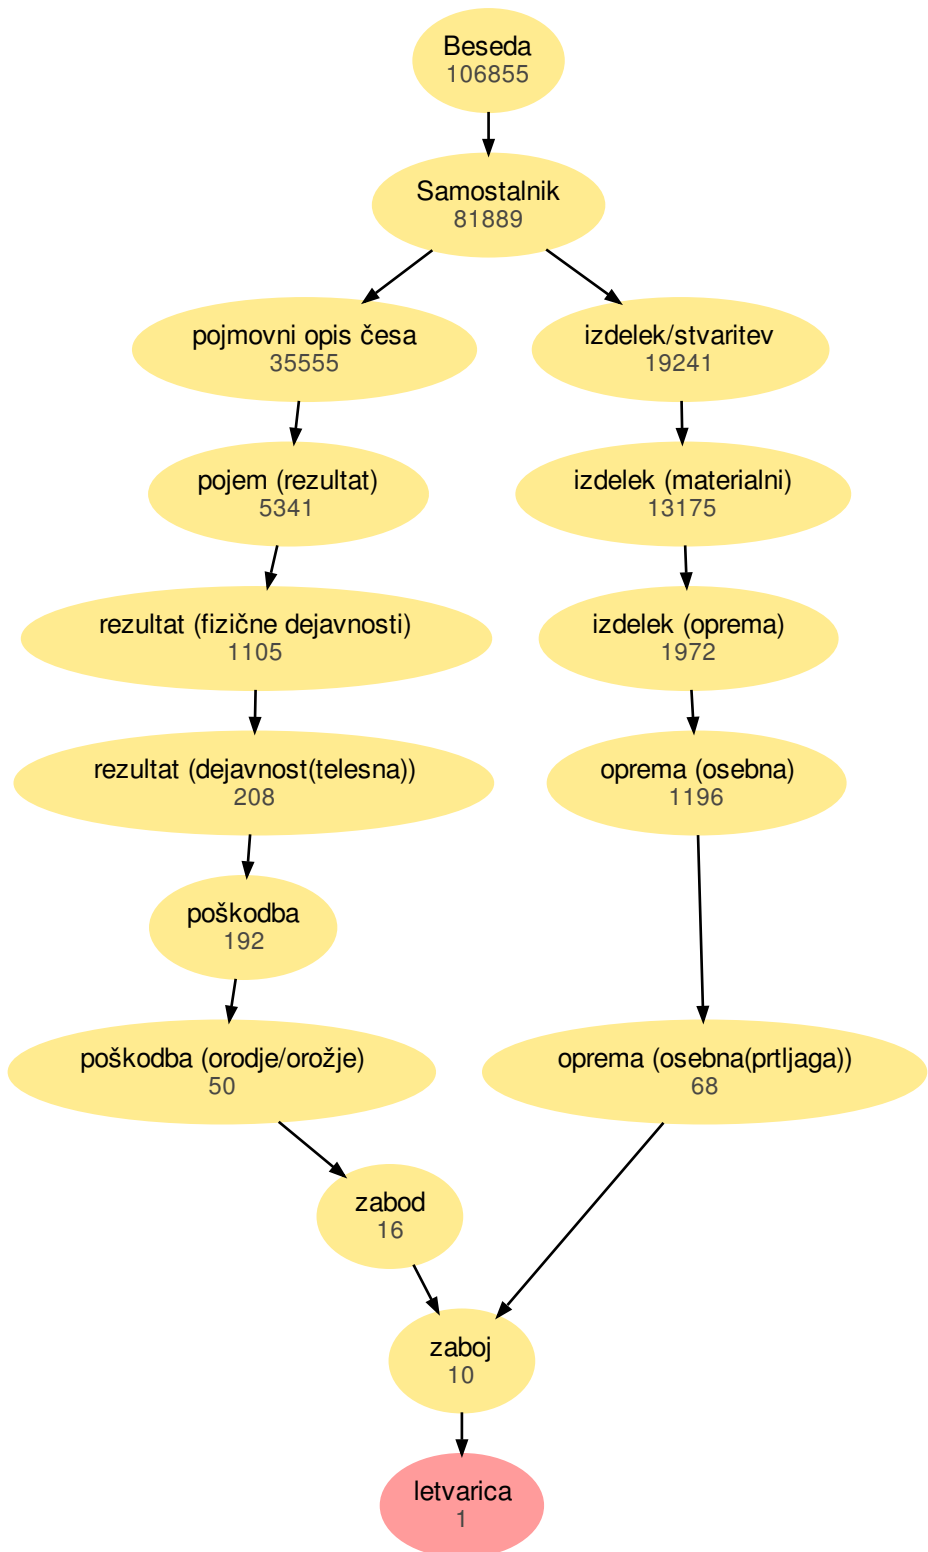 Beseda
106855
Samostalnik
81889
pojmovni opis česa
35555
izdelek/stvaritev
19241
pojem (rezultat)
5341
izdelek (materialni)
13175
rezultat (fizične dejavnosti)
1105
izdelek (oprema)
1972
rezultat (dejavnost(telesna))
208
oprema (osebna)
1196
poškodba
192
poškodba (orodje/orožje)
50
oprema (osebna(prtljaga))
68
zabod
16
zaboj
10
letvarica
1